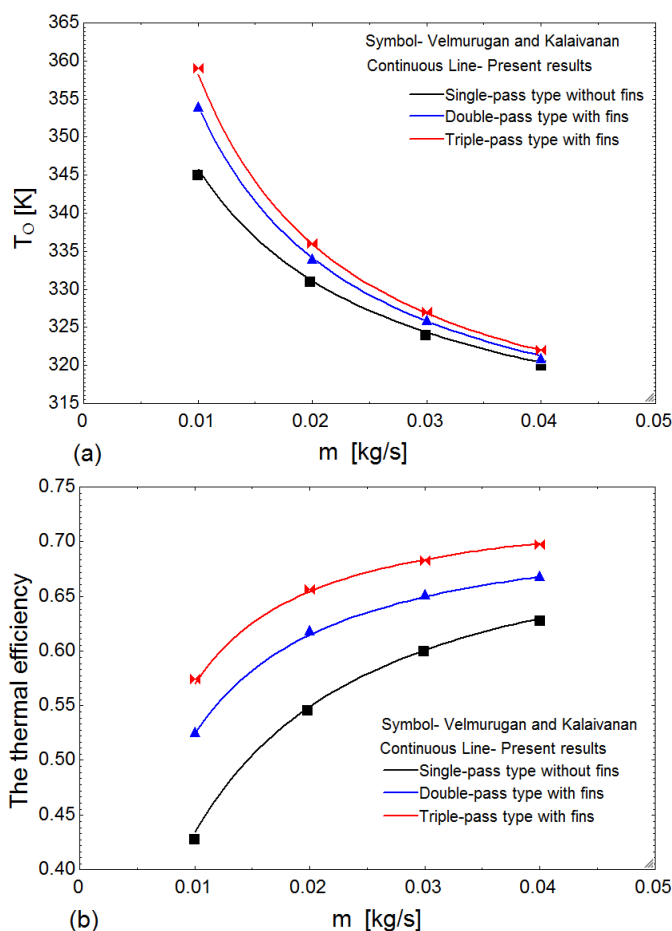 365
360
355
350
345
340
335
330
325
320
315
T_O [K]
Symbol- Velmurugan and Kalaivanan
Continuous Line- Present results
Single-pass type without fins
Double-pass type with fins
Triple-pass type with fins
0 0.01 0.02 0.03 0.04 0.05
(a) m [kg/s]
0.75
0.70
0.65
0.60
0.55
0.50
0.45
0.40
The thermal efficiency
Symbol- Velmurugan and Kalaivanan
Continuous Line- Present results
Single-pass type without fins
Double-pass type with fins
Triple-pass type with fins
0 0.01 0.02 0.03 0.04 0.05
(b) m [kg/s]